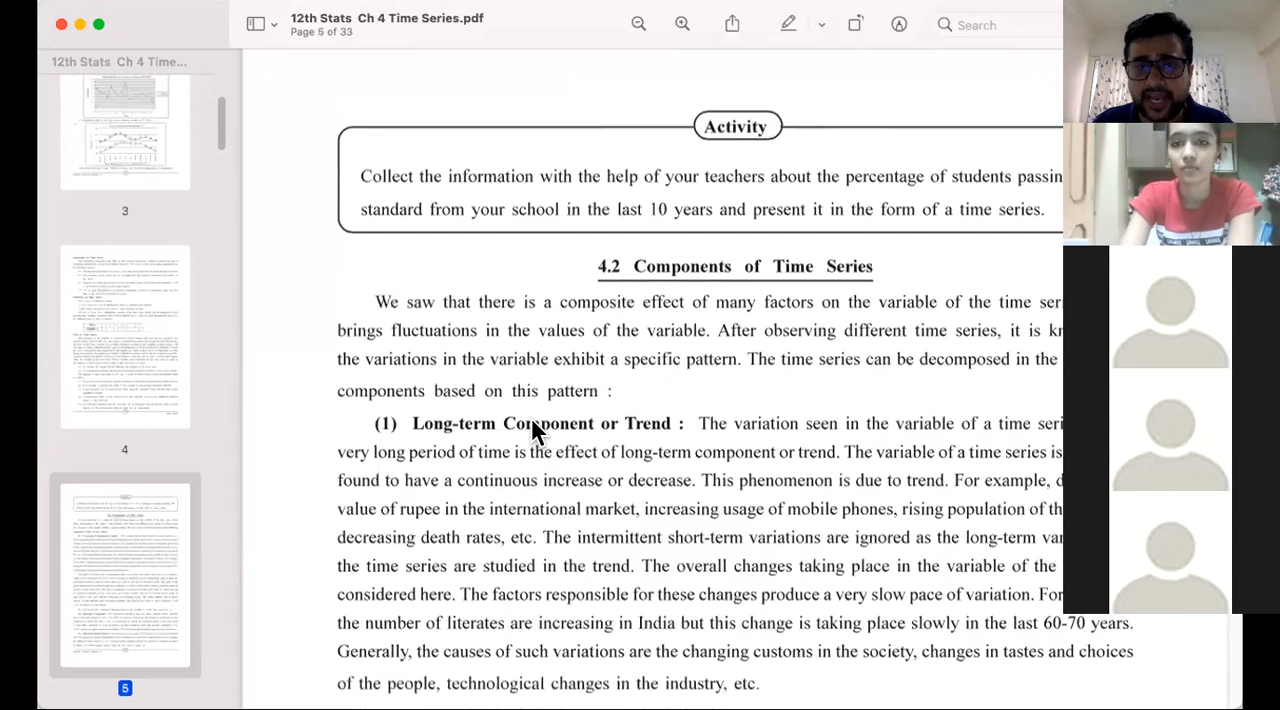 12th Stats Ch 4 Time Series.pdf
Page 5 of 33
Search
12th Stats Ch 4 Time...
3
4
5
Activity
Collect the information with the help of your teachers about the percentage of students passin
standard from your school in the last 10 years and present it in the form of a time series.
4.2 Components of Time Series
We saw that there is a composite effect of many factors on the variable of the time ser
brings fluctuations in the value of the variable. After observing different time series, it is kn
the variations in the variable exhibit a specific pattern. These variations can be decomposed in the
components based on this pattern.
(1) Long-term Component or Trend : The variation seen in the variable of a time seri
very long period of time is the effect of long-term component or trend. The variable of a time series is
found to have a continuous increase or decrease. This phenomenon is due to trend. For example, d
value of rupee in the international market, increasing usage of mobile phones, rising population of th
decreasing death rates, etc. The intermittent short-term variations are ignored as the long-term var
the time series are studied in the trend. The overall changes which are in the variable of the
considered here. The factors responsible for these changes produce very slow pace of variation. For
the number of literates is increasing in India but this change is taking place slowly in the last 60-70 years.
Generally, the causes of such variations are the changing customs in the society, changes in tastes and choices
of the people, technological changes in the industry, etc.